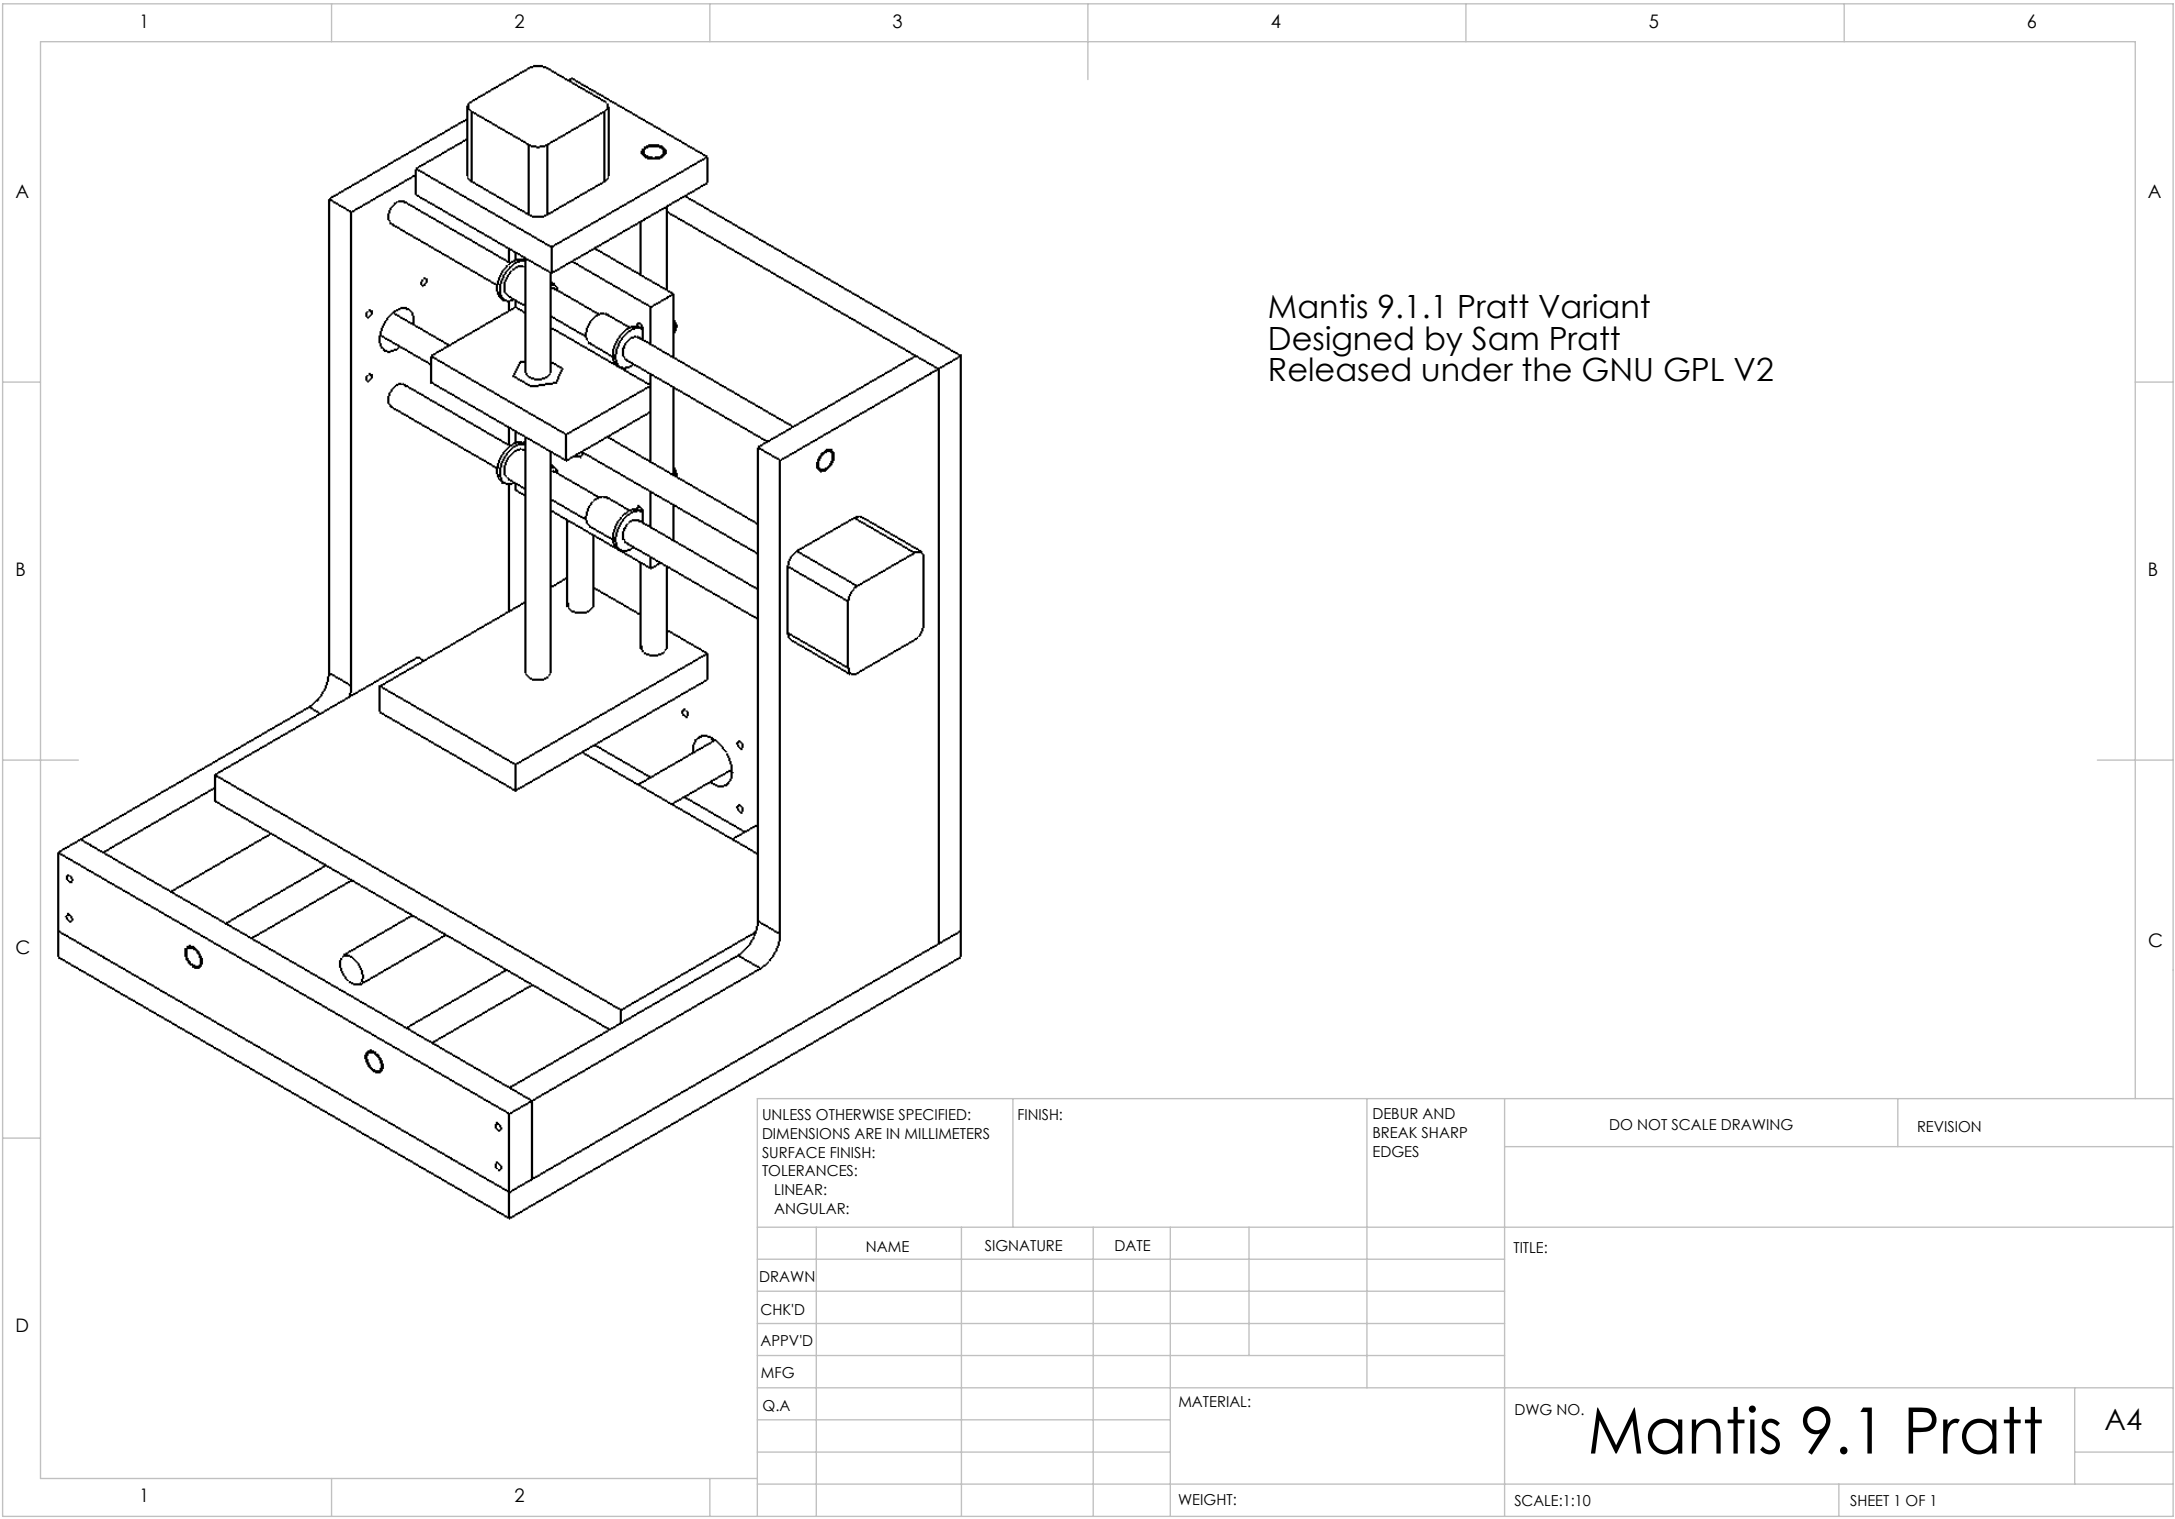 1 2 3 4 5 6
A A
Mantis 9.1.1 Pratt Variant
Designed by Sam Pratt
Released under the GNU GPL V2
B B
C C
UNLESS OTHERWISE SPECIFIED:
DIMENSIONS ARE IN MILLIMETERS
SURFACE FINISH:
TOLERANCES:
LINEAR:
ANGULAR:
FINISH:
DEBUR AND
BREAK SHARP
EDGES
DO NOT SCALE DRAWING
REVISION
NAME SIGNATURE DATE
DRAWN
CHK'D
APPV'D
MFG
Q.A
TITLE:
D
MATERIAL:
DWG NO.
Mantis 9.1 Pratt
A4
WEIGHT:
SCALE:1:10
SHEET 1 OF 1
1 2